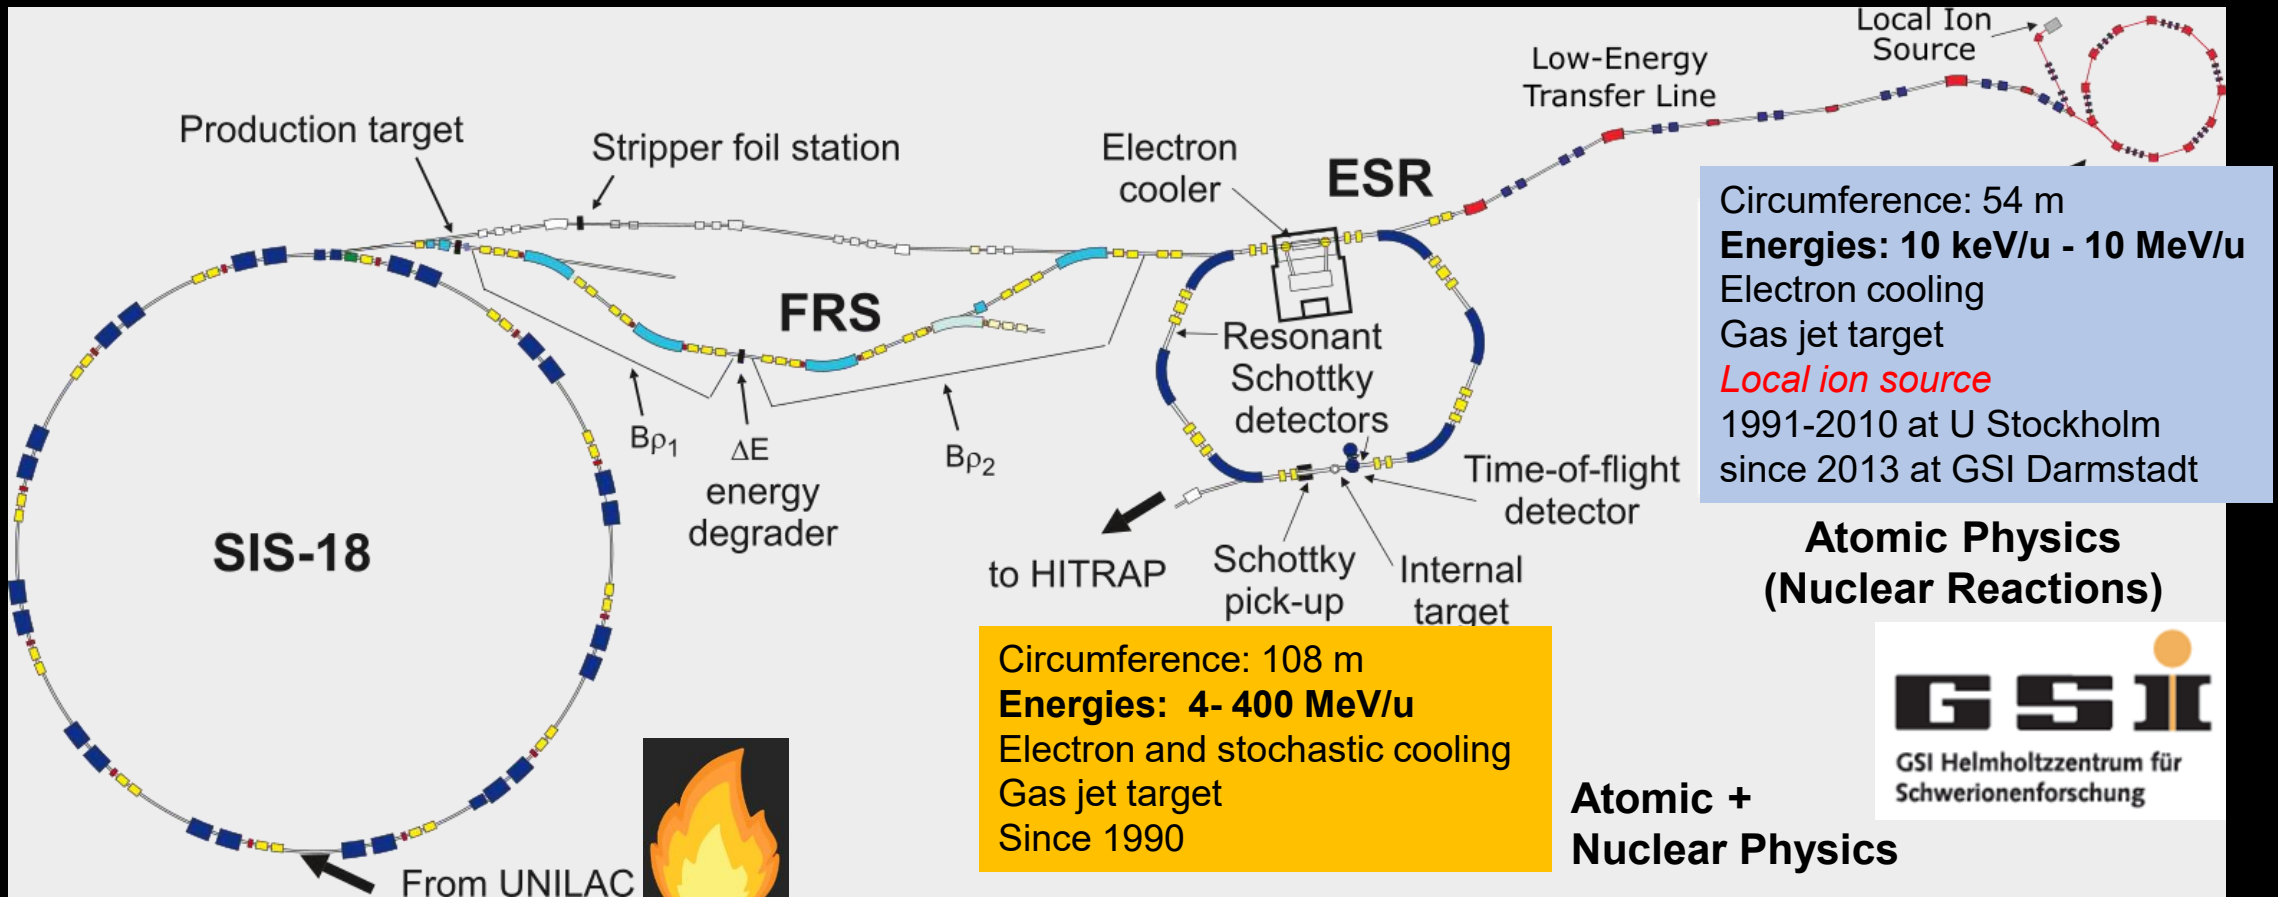 Local Ion
Source
Low-Energy
Transfer Line
Production target
Stripper foil station
Electron
cooler
ESR
FRS
Resonant
Schottky
detectors
Bρ1
ΔE
energy
degrader
Bρ2
SIS-18
to HITRAP
Schottky
pick-up
Internal
target
Time-of-flight
detector
From UNILAC
Circumference: 54 m
Energies: 10 keV/u - 10 MeV/u
Electron cooling
Gas jet target
Local ion source
1991-2010 at U Stockholm
since 2013 at GSI Darmstadt
Atomic Physics
(Nuclear Reactions)
Circumference: 108 m
Energies:  4- 400 MeV/u
Electron and stochastic cooling
Gas jet target
Since 1990
Atomic +
Nuclear Physics
GSI
GSI Helmholtzzentrum für
Schwerionenforschung